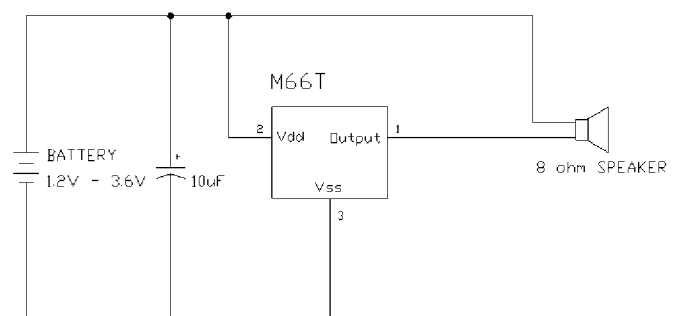 M66T
2 Vdd Output 1
BATTERY
1.2V - 3.6V
+
10uF
8 ohm SPEAKER
Vss
3